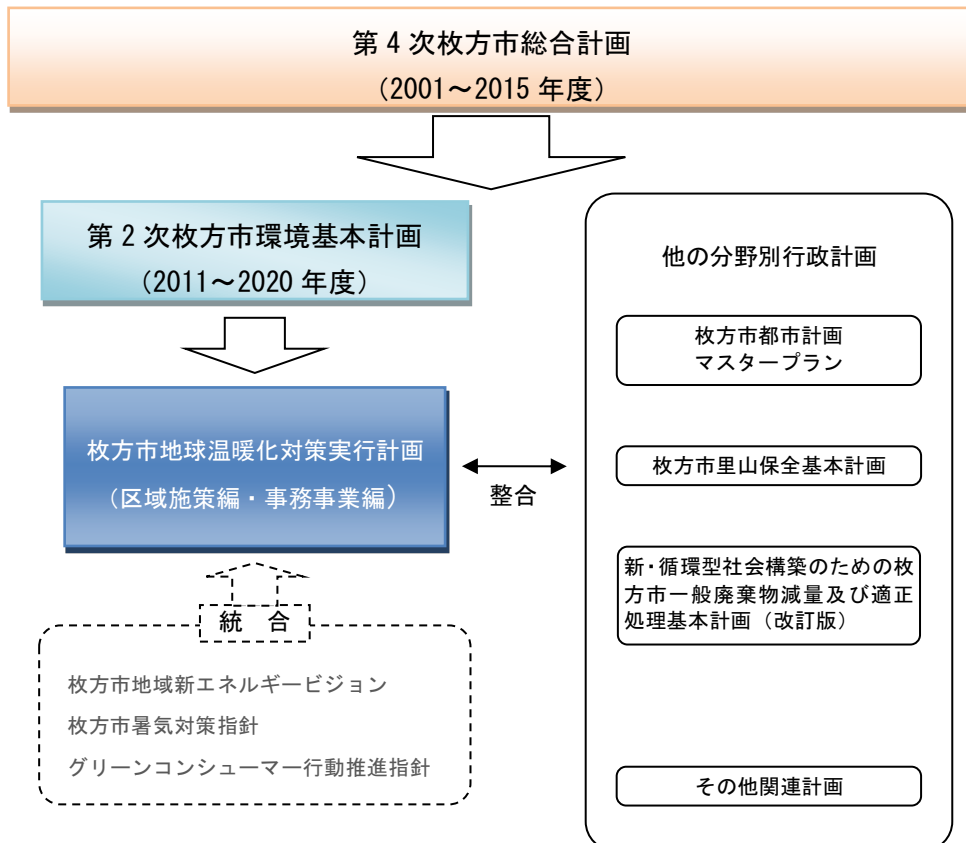 第4次枚方市総合計画
（2001～2015年度）
第2次枚方市環境基本計画
（2011～2020年度）
枚方市地球温暖化対策実行計画
（区域施策編・事務事業編）
整合
統　合
枚方市地域新エネルギービジョン
枚方市暑気対策指針
グリーンコンシューマー行動推進指針
他の分野別行政計画
枚方市都市計画
マスタープラン
枚方市里山保全基本計画
新・循環型社会構築のための枚
方市一般廃棄物減量及び適正
処理基本計画（改訂版）
その他関連計画